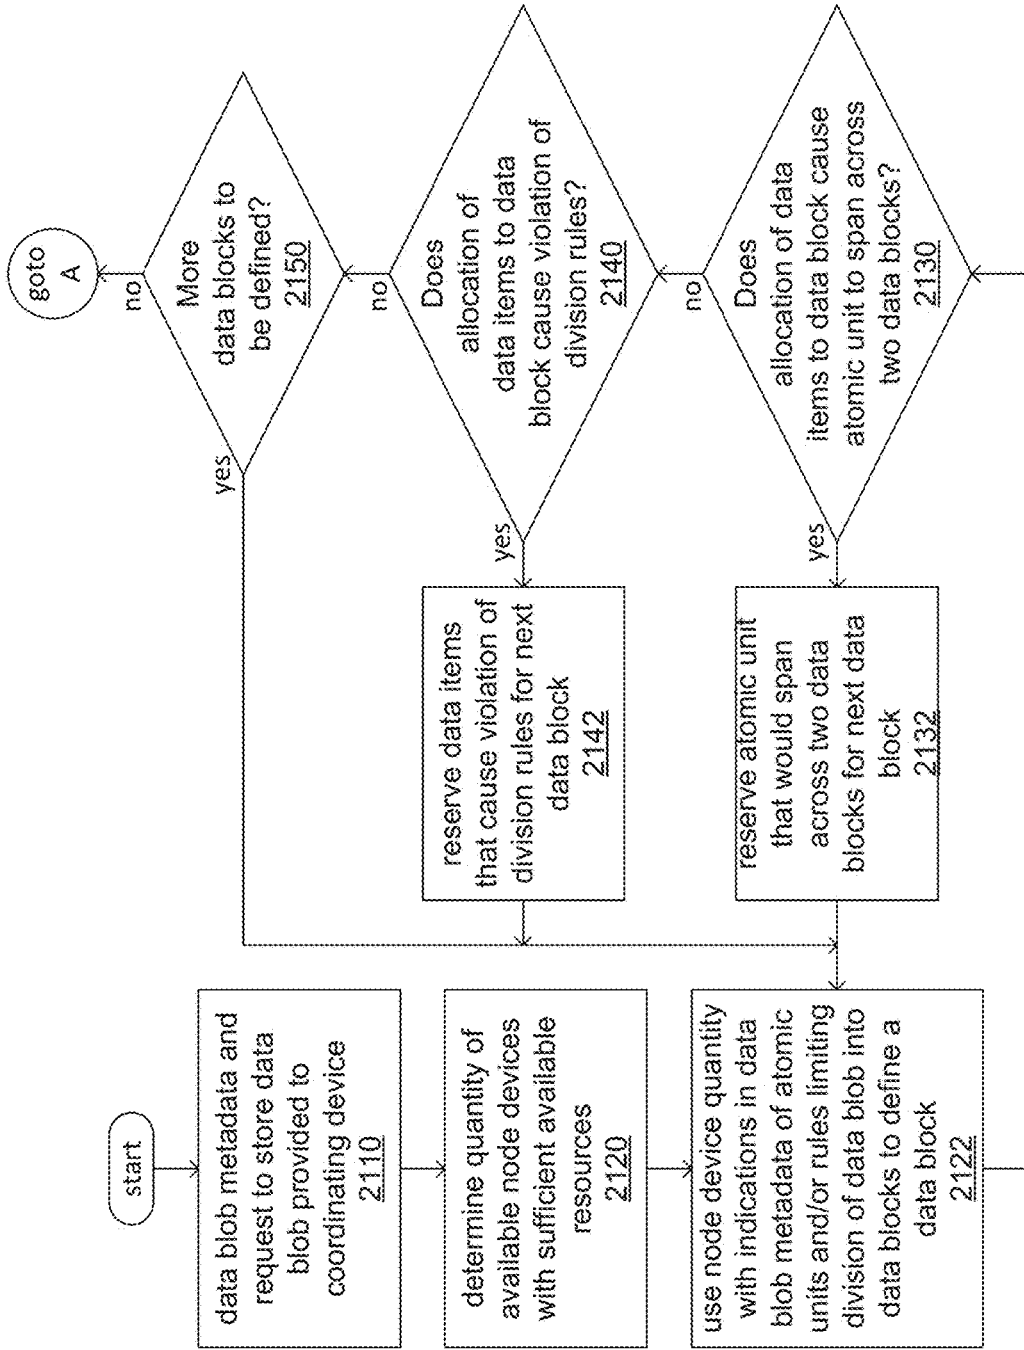 start
data blob metadata and
request to store data
blob provided to
coordinating device
2110
determine quantity of
available node devices
with sufficient available
resources
2120
use node device quantity
with indications in data
blob metadata of atomic
units and/or rules limiting
division of data blob into
data blocks to define a
data block
2122
Does
allocation of data
items to data block cause
atomic unit to span across
two data blocks?
2130
yes
no
reserve atomic unit
that would span
across two data
blocks for next data
block
2132
Does
allocation of
data items to data
block cause violation of
division rules?
2140
yes
no
reserve data items
that cause violation of
division rules for next
data block
2142
More
data blocks to
be defined?
2150
yes
no
goto
A